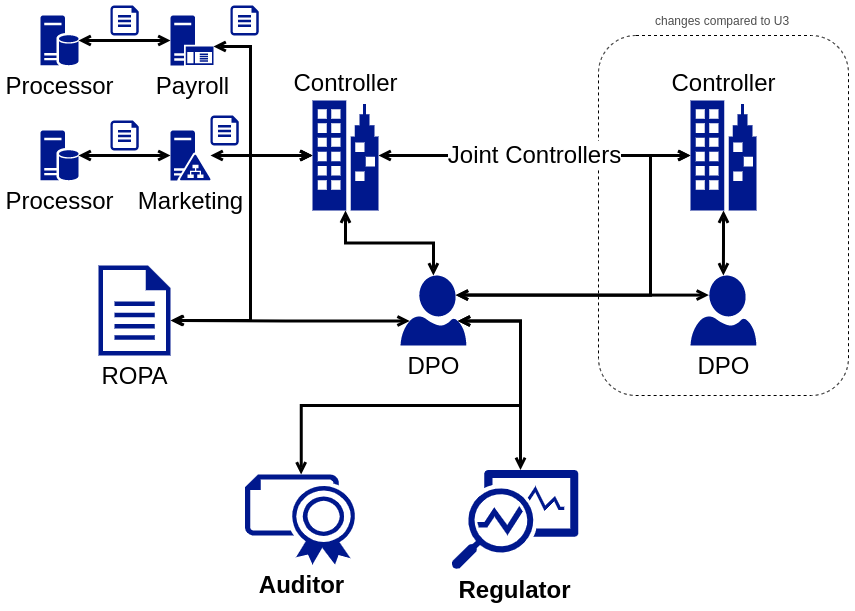 changes compared to U3
Processor
Payroll
Controller
Controller
Joint Controllers
Processor
Marketing
ROPA
DPO
DPO
Auditor
Regulator